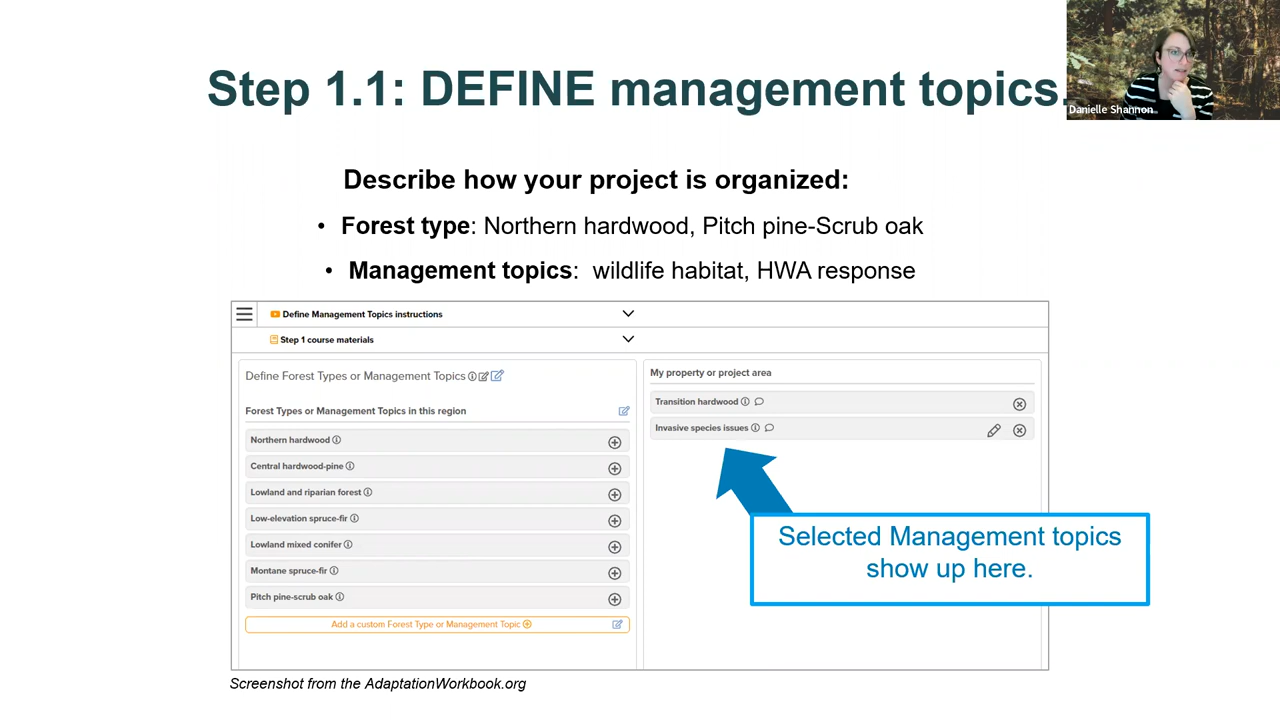 Step 1.1: DEFINE management topics.
Danielle Shannon
Describe how your project is organized:
• Forest type: Northern hardwood, Pitch pine-Scrub oak
• Management topics: wildlife habitat, HWA response
Define Management Topics instructions
Step 1 course materials
Define Forest Types or Management Topics
Forest Types or Management Topics in this region
Northern hardwood
Central hardwood-pine
Lowland and riparian forest
Low-elevation spruce-fir
Lowland mixed conifer
Montane spruce-fir
Pitch pine-scrub oak
Add a custom Forest Type or Management Topic
My property or project area
Transition hardwood
Invasive species issues
Selected Management topics
show up here.
Screenshot from the AdaptationWorkbook.org